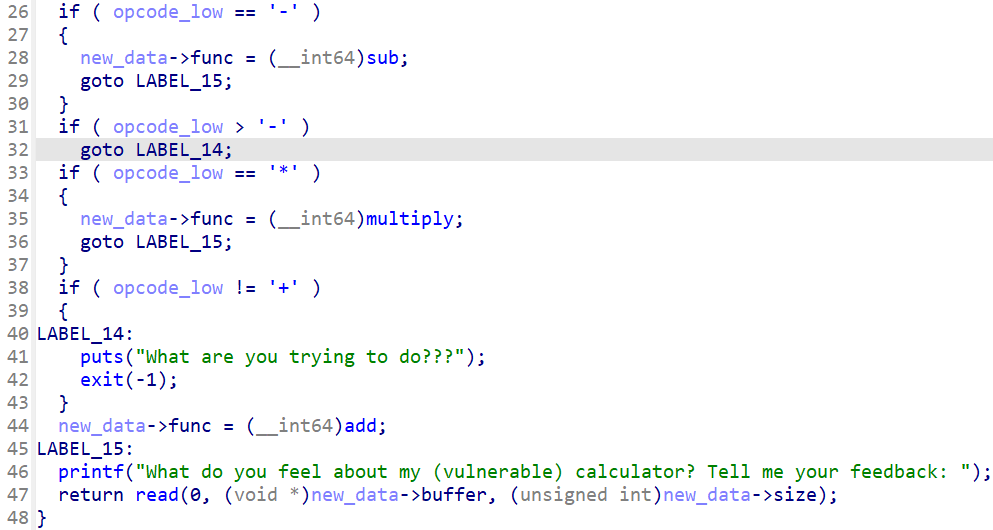 26 if ( opcode_low == '-' )
27 {
28 new_data->func = (__int64)sub;
29 goto LABEL_15;
30 }
31 if ( opcode_low > '-' )
32 goto LABEL_14;
33 if ( opcode_low == '*' )
34 {
35 new_data->func = (__int64)multiply;
36 goto LABEL_15;
37 }
38 if ( opcode_low != '+' )
39 {
40 LABEL_14:
41 puts("What are you trying to do???");
42 exit(-1);
43 }
44 new_data->func = (__int64)add;
45 LABEL_15:
46 printf("What do you feel about my (vulnerable) calculator? Tell me your feedback: ");
47 return read(0, (void *)new_data->buffer, (unsigned int)new_data->size);
48 }